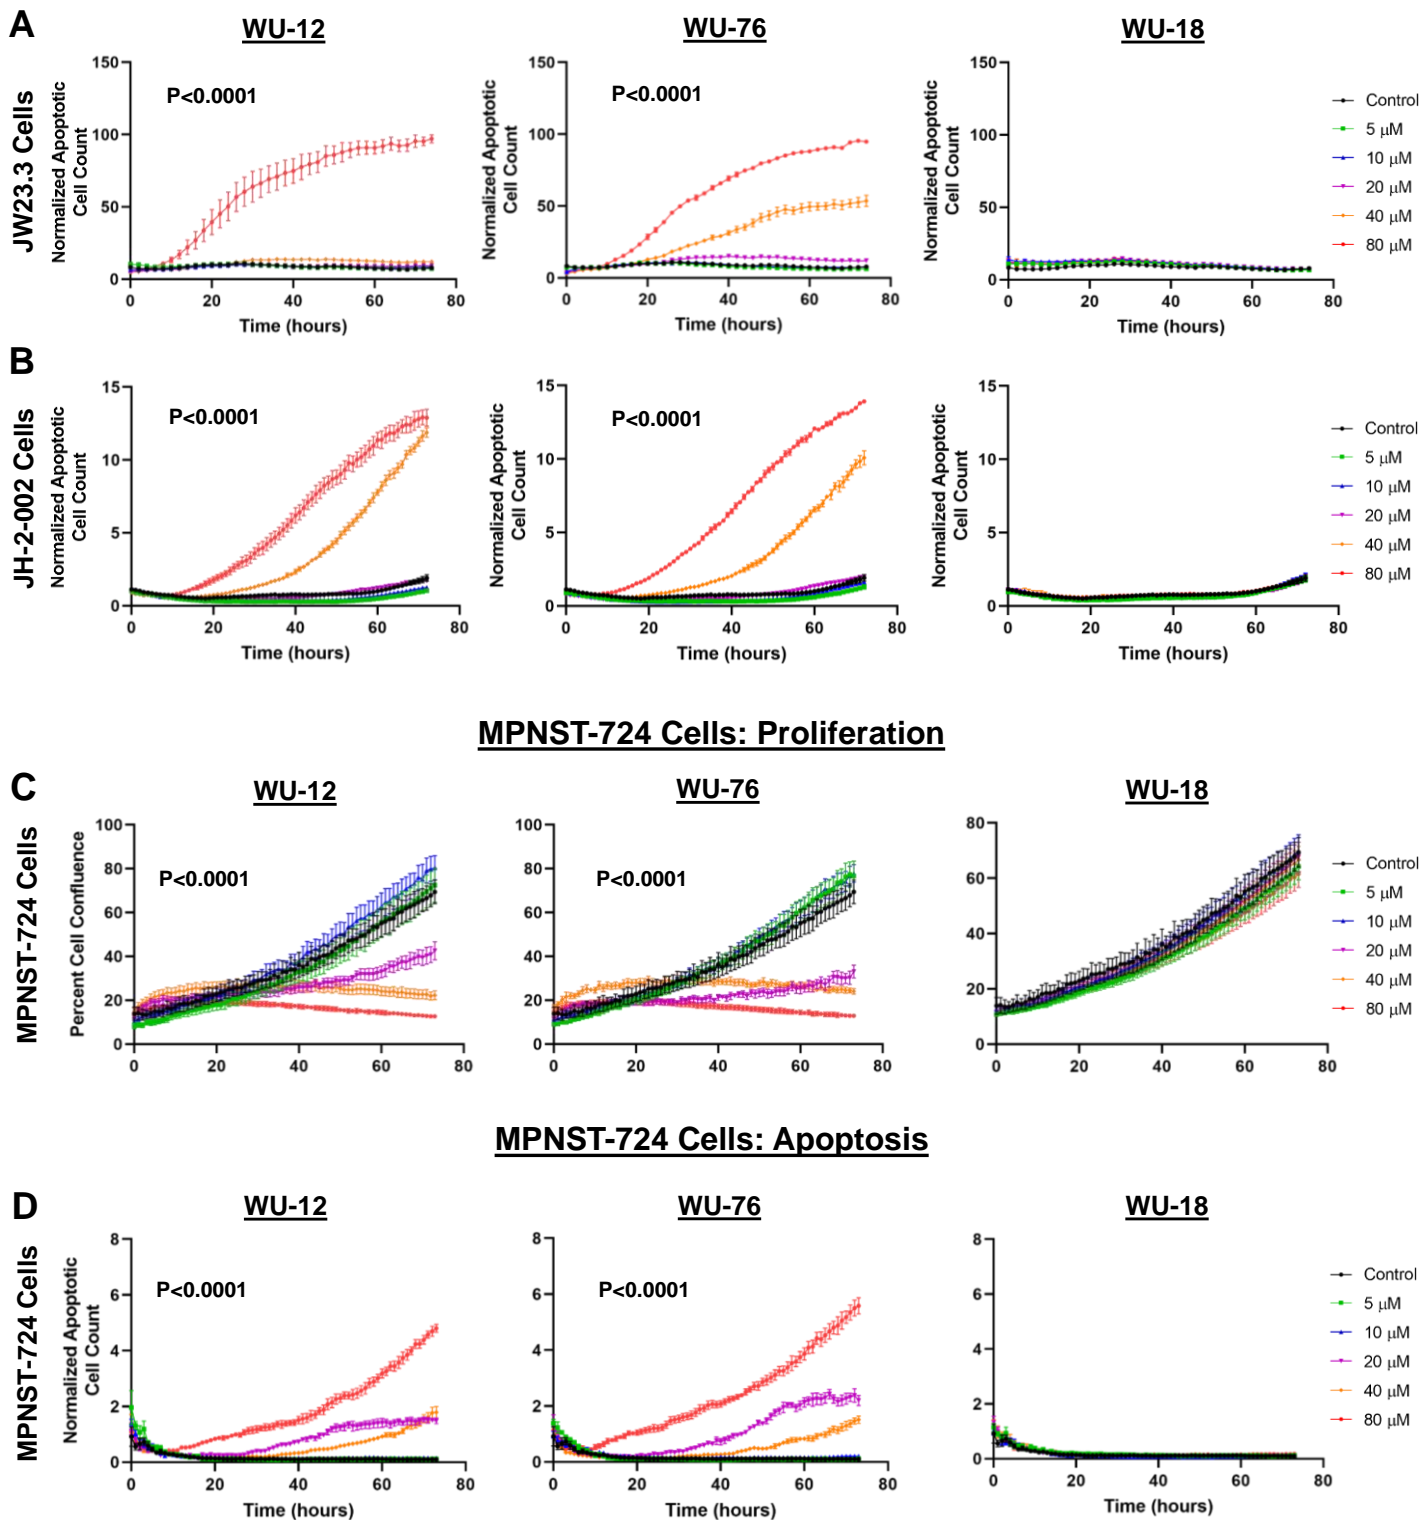 A
WU-12
WU-76
WU-18
JW23.3 Cells
Normalized Apoptotic
Cell Count
150
100
50
0
P<0.0001
0 20 40 60 80
Time (hours)
Normalized Apoptotic
Cell Count
150
100
50
0
P<0.0001
0 20 40 60 80
Time (hours)
Normalized Apoptotic
Cell Count
150
100
50
0
0 20 40 60 80
Time (hours)
Control
5 μM
10 μM
20 μM
40 μM
80 μM
B
JH-2-002 Cells
Normalized Apoptotic
Cell Count
15
10
5
0
P<0.0001
0 20 40 60 80
Time (hours)
Normalized Apoptotic
Cell Count
15
10
5
0
P<0.0001
0 20 40 60 80
Time (hours)
Normalized Apoptotic
Cell Count
15
10
5
0
0 20 40 60 80
Time (hours)
Control
5 μM
10 μM
20 μM
40 μM
80 μM
MPNST-724 Cells: Proliferation
C
WU-12
WU-76
WU-18
MPNST-724 Cells
Percent Cell Confluence
100
80
60
40
20
0
P<0.0001
0 20 40 60 80
100
80
60
40
20
0
P<0.0001
0 20 40 60 80
80
60
40
20
0
0 20 40 60 80
Control
5 μM
10 μM
20 μM
40 μM
80 μM
MPNST-724 Cells: Apoptosis
D
WU-12
WU-76
WU-18
MPNST-724 Cells
Normalized Apoptotic
Cell Count
8
6
4
2
0
P<0.0001
0 20 40 60 80
Time (hours)
8
6
4
2
0
P<0.0001
0 20 40 60 80
Time (hours)
8
6
4
2
0
0 20 40 60 80
Time (hours)
Control
5 μM
10 μM
20 μM
40 μM
80 μM